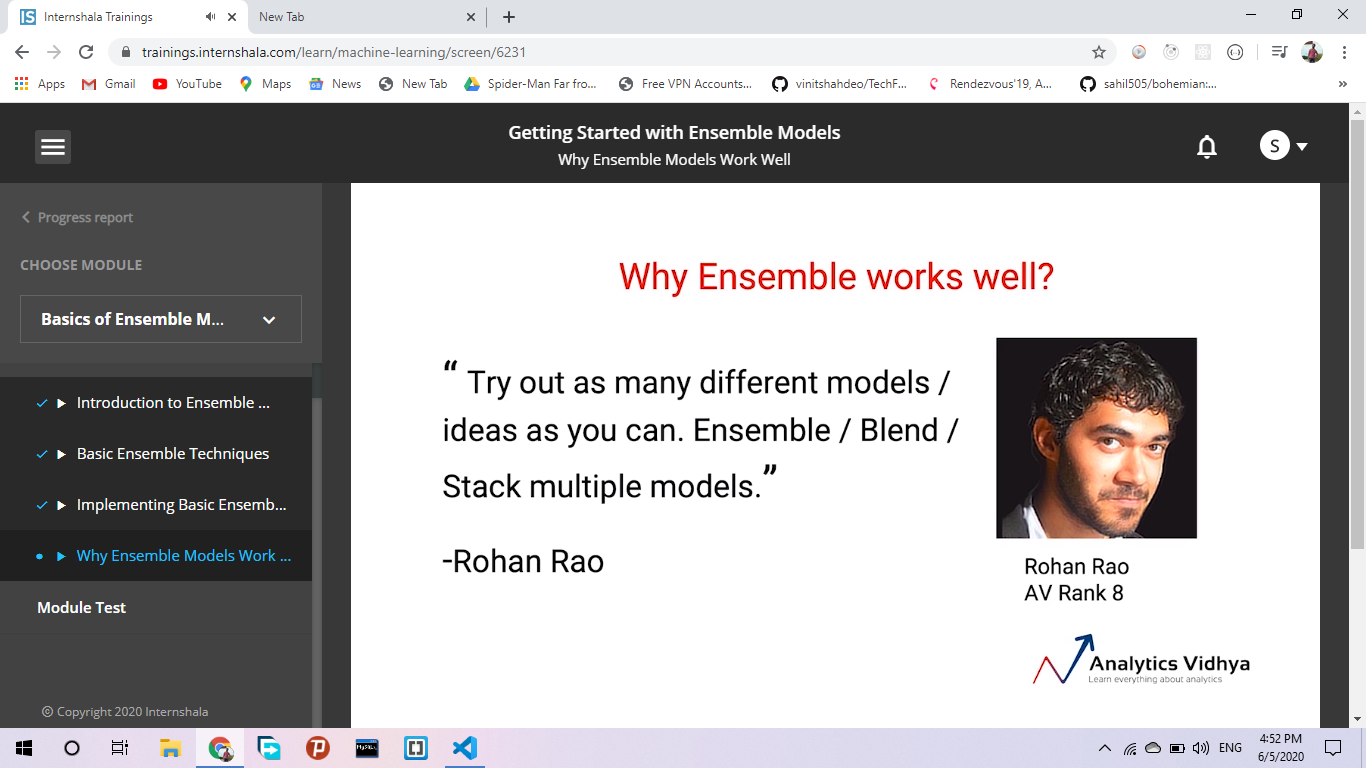 Internshala Trainings
New Tab
trainings.internshala.com/learn/machine-learning/screen/6231
Apps
Gmail
YouTube
Maps
News
New Tab
Spider-Man Far fro...
Free VPN Accounts...
vinitshahdeo/TechF...
Rendezvous'19, A...
sahil505/bohemian:...
»
Getting Started with Ensemble Models
Why Ensemble Models Work Well
S
Progress report
CHOOSE MODULE
Basics of Ensemble M...
Introduction to Ensemble ...
Basic Ensemble Techniques
Implementing Basic Ensemb...
Why Ensemble Models Work ...
Module Test
© Copyright 2020 Internshala
Why Ensemble works well?
“ Try out as many different models /
ideas as you can. Ensemble / Blend /
Stack multiple models.”
-Rohan Rao
Rohan Rao
AV Rank 8
Analytics Vidhya
Learn everything about analytics
ENG
4:52 PM
6/5/2020